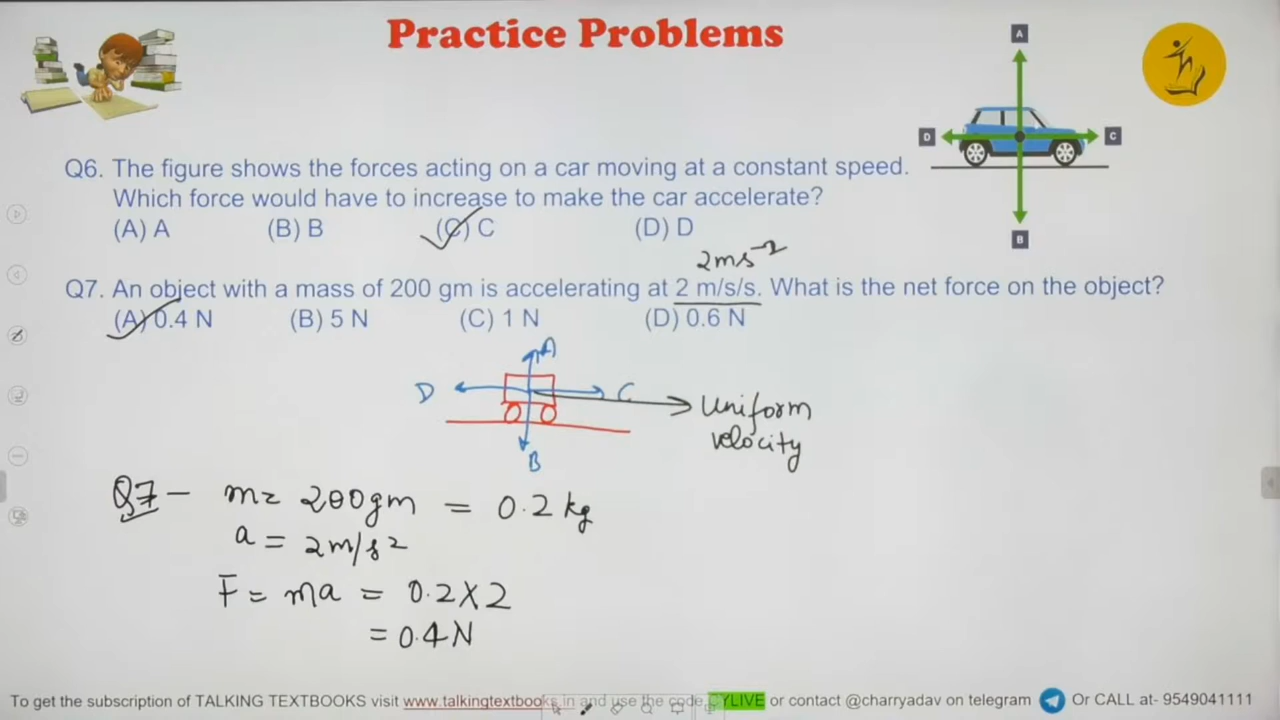 Practice Problems
A
D
C
B
Q6. The figure shows the forces acting on a car moving at a constant speed.
Which force would have to increase to make the car accelerate?
(A) A (B) B (C) C (D) D
2ms⁻²
Q7. An object with a mass of 200 gm is accelerating at 2 m/s/s. What is the net force on the object?
(A) 0.4 N (B) 5 N (C) 1 N (D) 0.6 N
A
D
C
B
Uniform
velocity
Q7 - m = 200gm = 0.2 kg
a = 2m/s²
F = ma = 0.2 × 2
= 0.4 N
To get the subscription of TALKING TEXTBOOKS visit www.talkingtextbooks.in and use the code CYLIVE or contact @charryadav on telegram Or CALL at- 9549041111